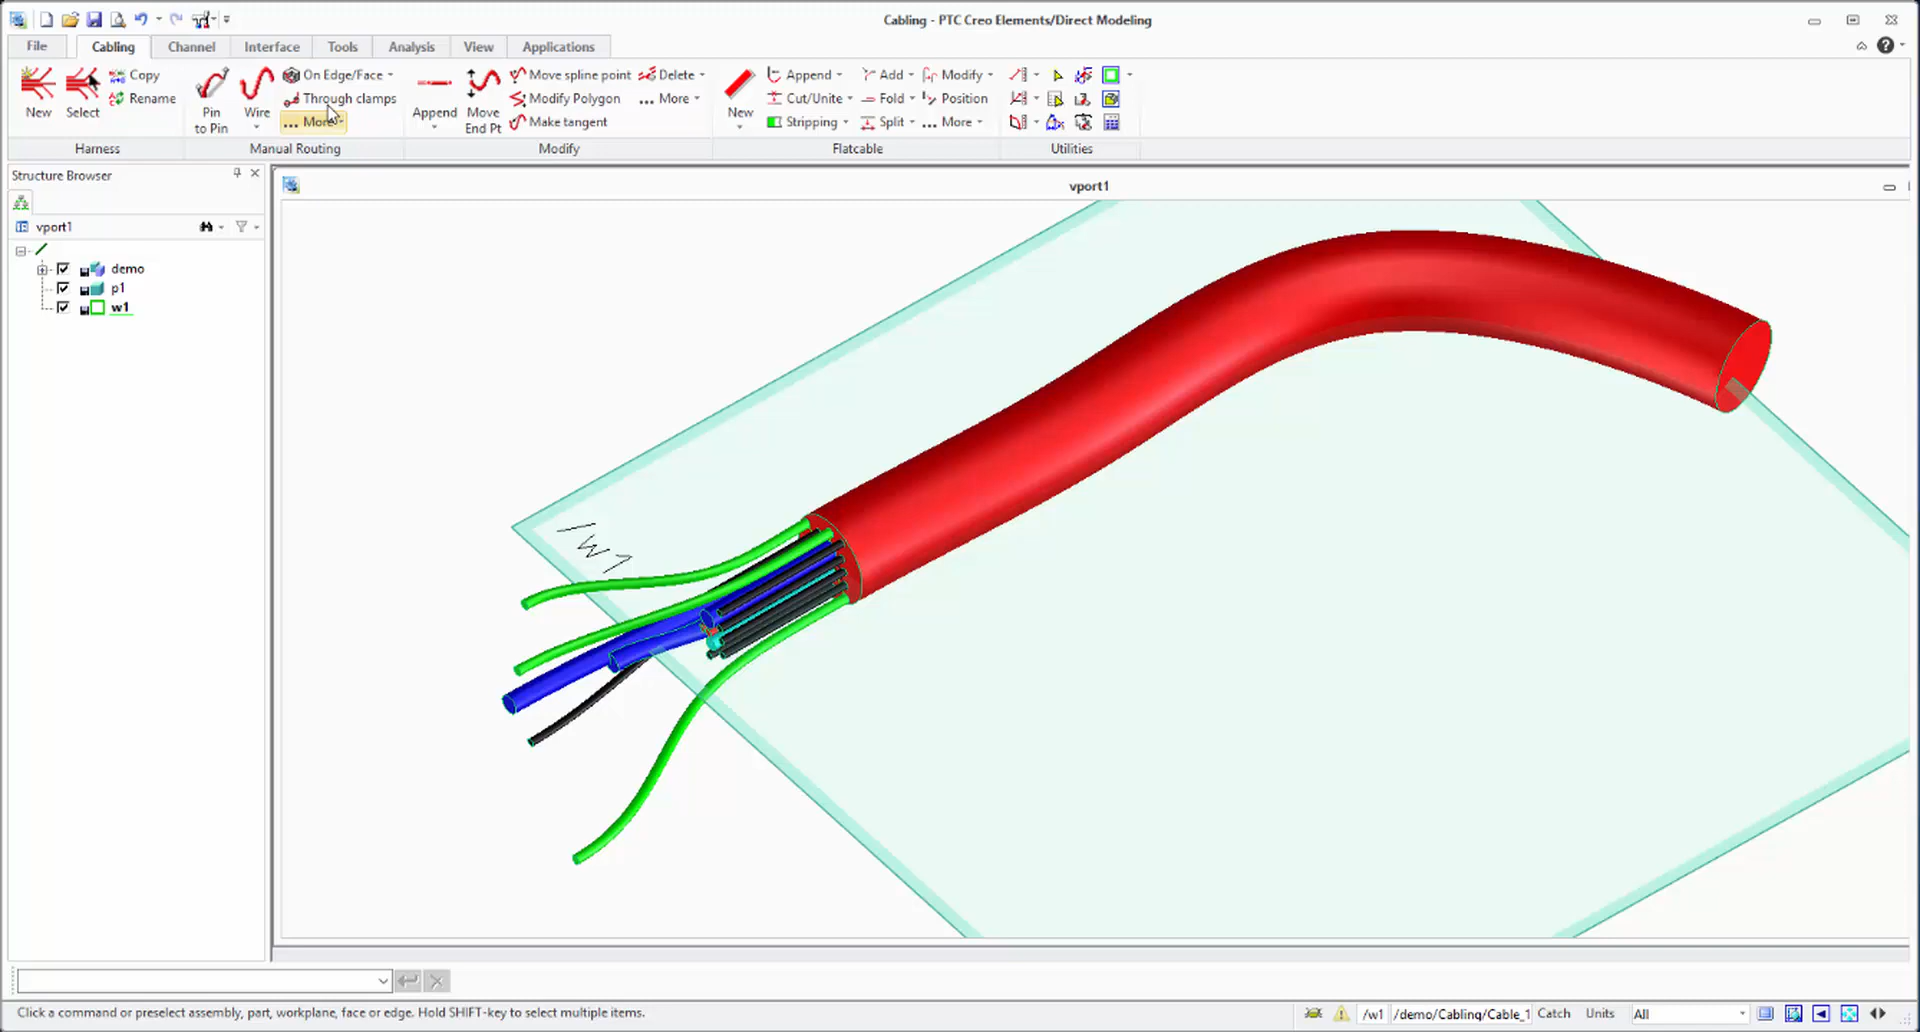 Cabling - PTC Creo Elements/Direct Modeling
File Cabling Channel Interface Tools Analysis View Applications
New Select Copy Rename
Harness
Pin to Pin Wire On Edge/Face Through clamps ... More
Manual Routing
Append Move End Pt Move spline point Modify Polygon Make tangent Delete ... More
Modify
New Append Cut/Unite Stripping Add Fold Split Modify Position ... More
Flatcable
Utilities
Structure Browser
vport1
demo
p1
w1
vport1
/w1
Click a command or preselect assembly, part, workplane, face or edge. Hold SHIFT-key to select multiple items.
/w1 /demo/Cabling/Cable_1 Catch Units All